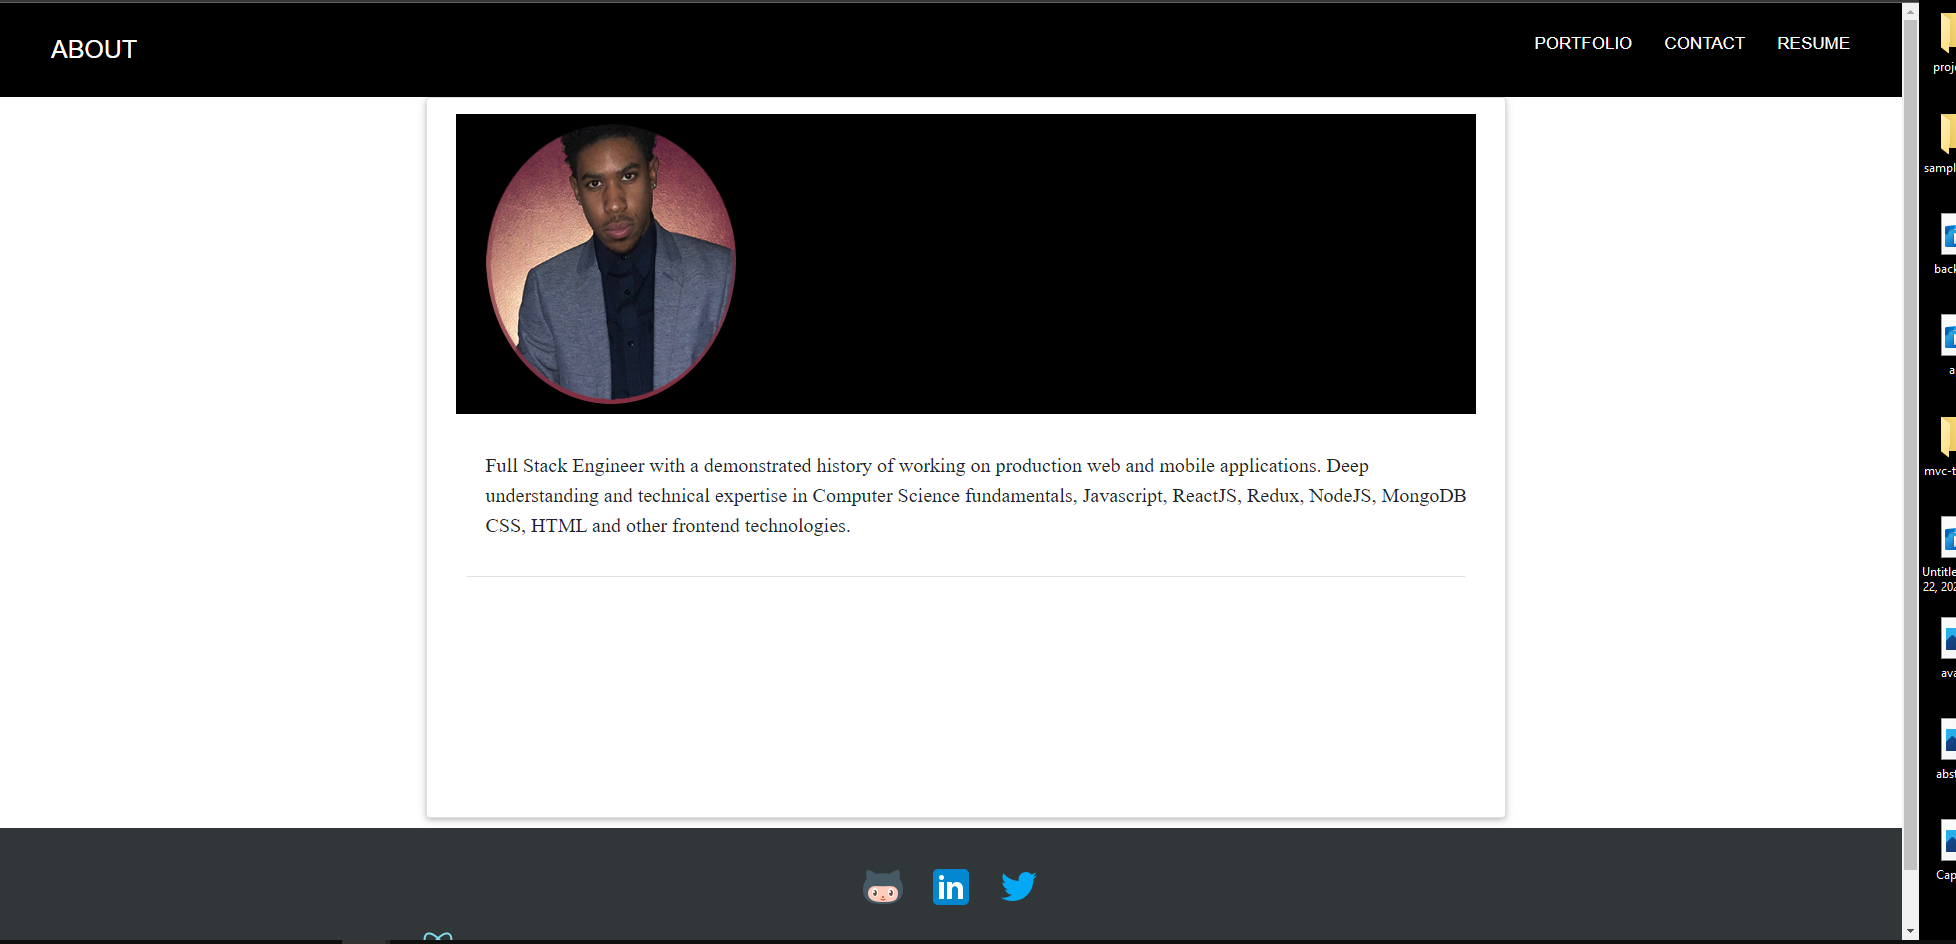 ABOUT
PORTFOLIO CONTACT RESUME
Full Stack Engineer with a demonstrated history of working on production web and mobile applications. Deep
understanding and technical expertise in Computer Science fundamentals, Javascript, ReactJS, Redux, NodeJS, MongoDB
CSS, HTML and other frontend technologies.
in
proj
sampl
back
a
mvc-t
Untitle
22, 202
ava
abst
Cap